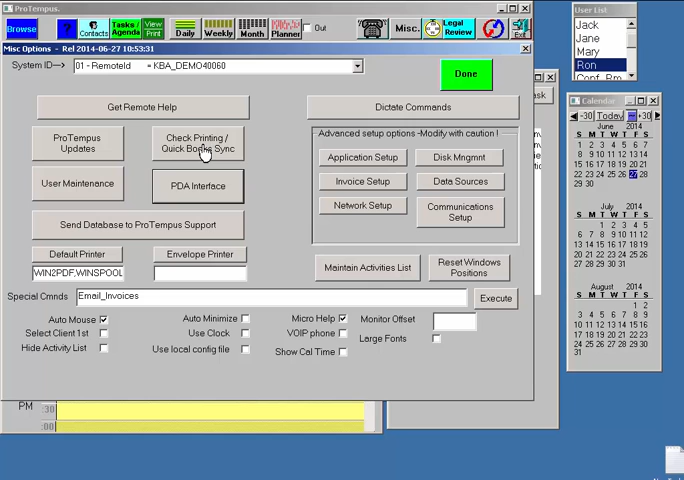 ProTempus.
Browse
?
Contacts
Tasks /
Agenda
View
Print
Daily
Weekly
Month
Planner
Out
Misc.
Legal
Review
Exit
User List
Jack
Jane
Mary
Ron
Conf. Rm
Misc Options - Rel 2014-06-27 10:53:31
System ID-->
01 - RemoteId = KBA_DEMO40060
Done
Get Remote Help
Dictate Commands
ProTempus
Updates
Check Printing /
Quick Books Sync
Advanced setup options -Modify with caution !
Application Setup
Disk Mngmnt
User Maintenance
PDA Interface
Invoice Setup
Data Sources
Network Setup
Communications
Setup
Send Database to ProTempus Support
Default Printer
Envelope Printer
Maintain Activities List
Reset Windows
Positions
WIN2PDF,WINSPOOL
Special Cmnds
Email_Invoices
Execute
Auto Mouse
Auto Minimize
Micro Help
Monitor Offset
Select Client 1st
Use Clock
VOIP phone
Large Fonts
Hide Activity List
Use local config file
Show Cal Time
PM
:30
:00
Calendar
-30
Today
+30
June 2014
S M T W T F S
1 2 3 4 5 6 7
8 9 10 11 12 13 14
15 16 17 18 19 20 21
22 23 24 25 26 27 28
29 30
July 2014
S M T W T F S
1 2 3 4 5
6 7 8 9 10 11 12
13 14 15 16 17 18 19
20 21 22 23 24 25 26
27 28 29 30 31
August 2014
S M T W T F S
1 2
3 4 5 6 7 8 9
10 11 12 13 14 15 16
17 18 19 20 21 22 23
24 25 26 27 28 29 30
31